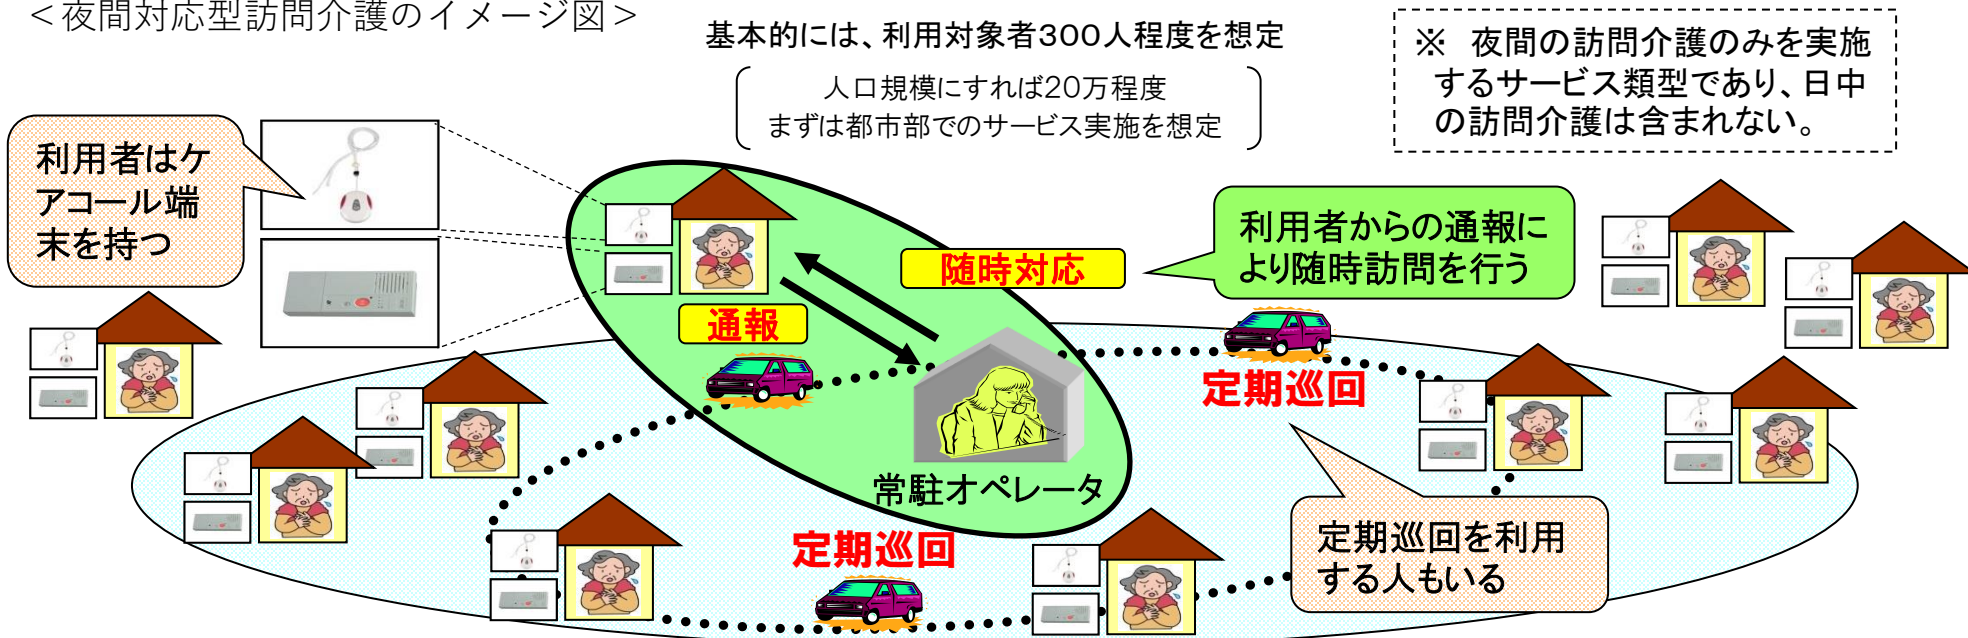 ＜夜間対応型訪問介護のイメージ図＞
基本的には、利用対象者300人程度を想定
人口規模にすれば20万程度
まずは都市部でのサービス実施を想定
※　夜間の訪問介護のみを実施
するサービス類型であり、日中
の訪問介護は含まれない。
利用者はケ
アコール端
末を持つ
随時対応
利用者からの通報に
より随時訪問を行う
通報
定期巡回
常駐オペレータ
定期巡回
定期巡回を利用
する人もいる